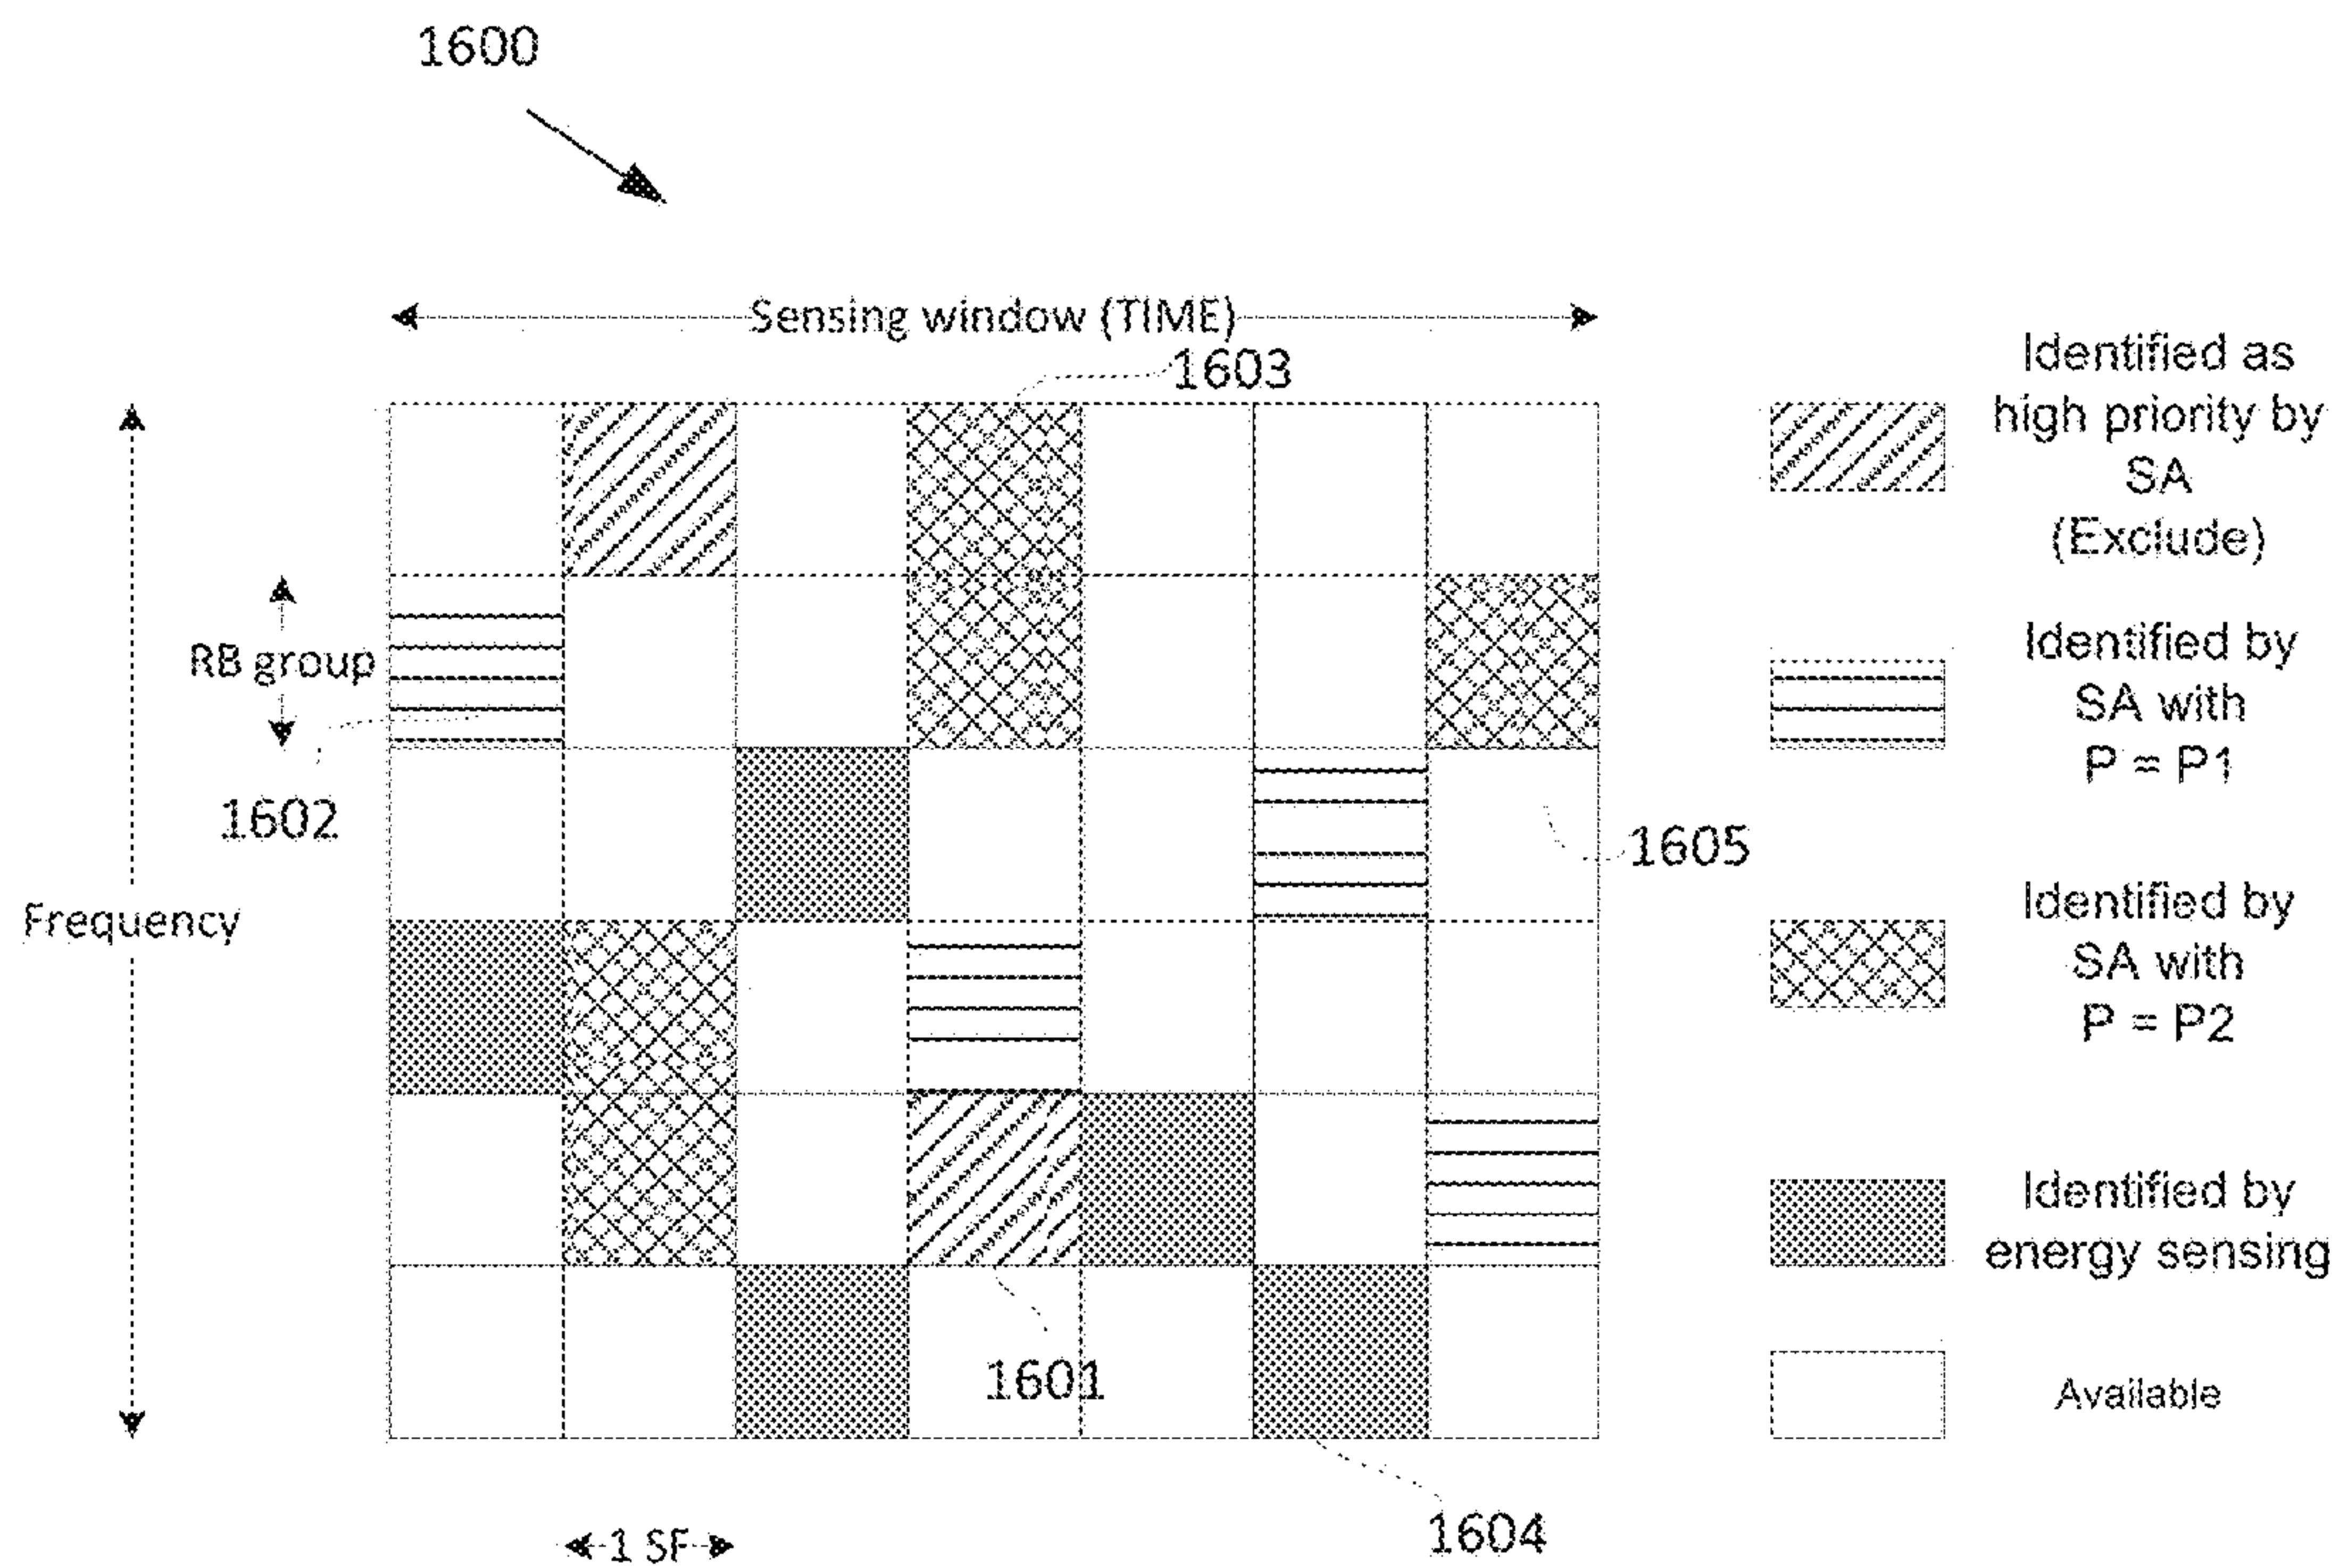 1600
Sensing window (TIME)
1603
RB group
1602
Frequency
1605
1601
1604
1 SF
Identified as
high priority by
SA
(Exclude)
Identified by
SA with
P = P1
Identified by
SA with
P = P2
Identified by
energy sensing
Available